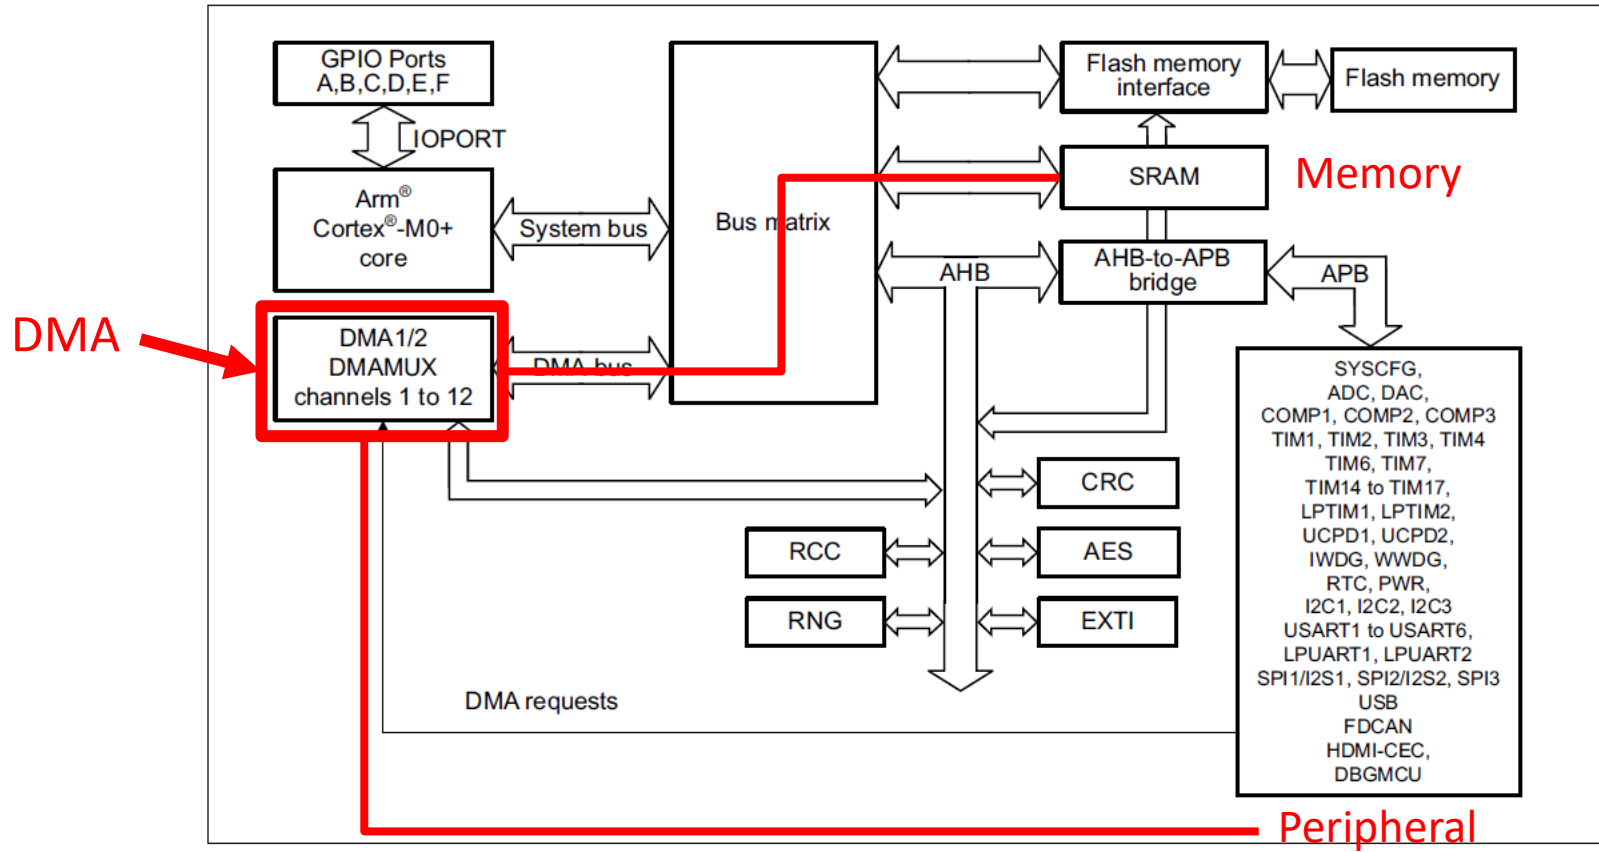 GPIO Ports
A,B,C,D,E,F
IOPORT
Arm®
Cortex®-M0+
core
System bus
DMA
DMA1/2
DMAMUX
channels 1 to 12
DMA bus
Bus matrix
Flash memory
interface
Flash memory
SRAM
Memory
AHB
AHB-to-APB
bridge
APB
CRC
RCC
AES
RNG
EXTI
DMA requests
SYSCFG,
ADC, DAC,
COMP1, COMP2, COMP3
TIM1, TIM2, TIM3, TIM4
TIM6, TIM7,
TIM14 to TIM17,
LPTIM1, LPTIM2,
UCPD1, UCPD2,
IWDG, WWDG,
RTC, PWR,
I2C1, I2C2, I2C3
USART1 to USART6,
LPUART1, LPUART2
SPI1/I2S1, SPI2/I2S2, SPI3
USB
FDCAN
HDMI-CEC,
DBGMCU
Peripheral